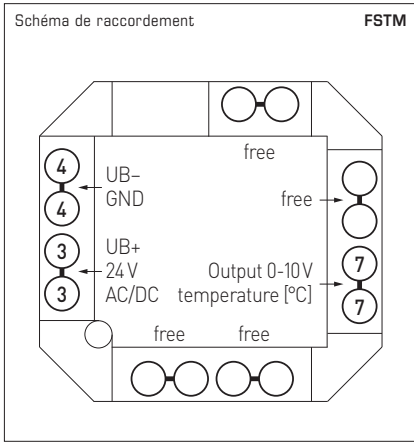 Schéma de raccordement FSTM
free
4
4
UB–
GND
free
3
3
UB+
24 V
AC/DC
Output 0-10 V
temperature [°C]
7
7
free free